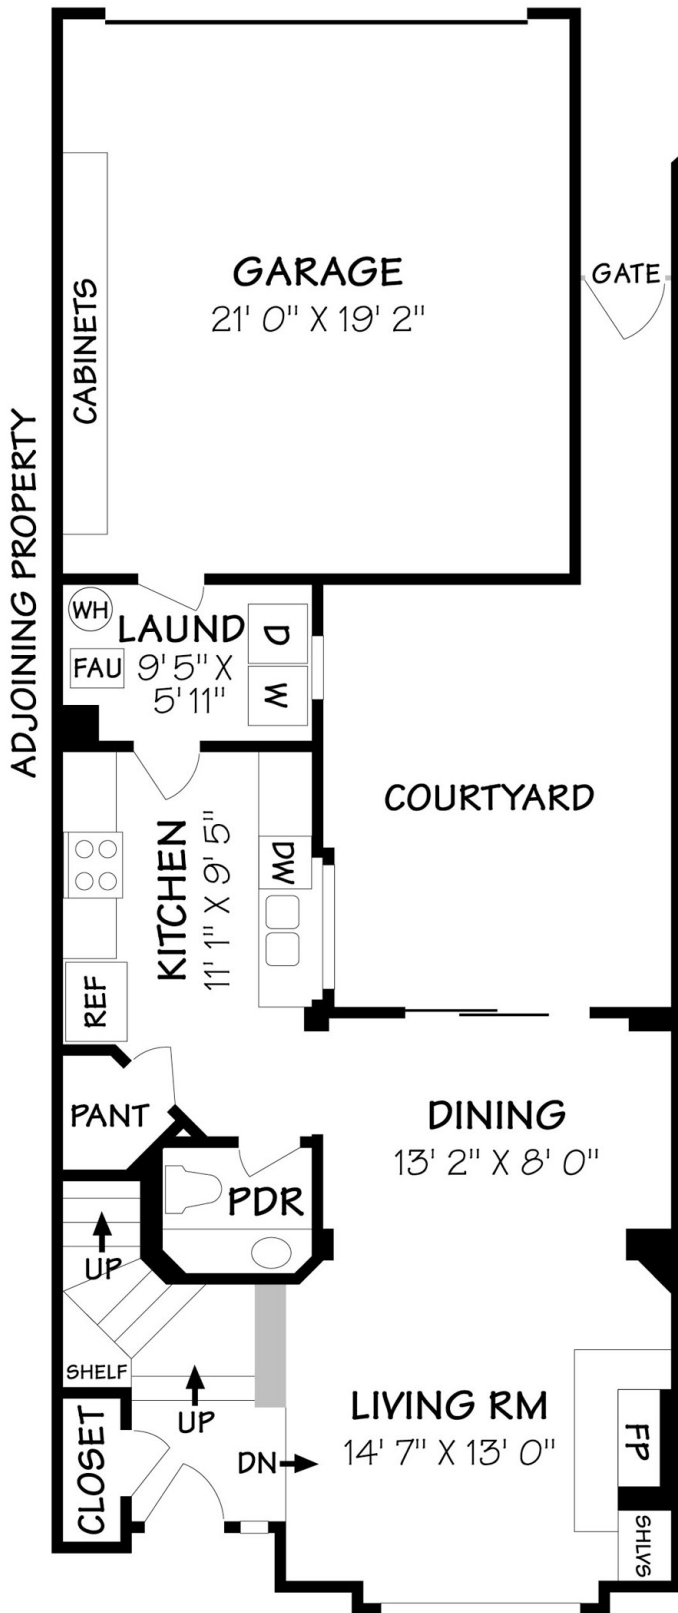 GARAGE
21' 0" X 19' 2"
GATE
CABINETS
ADJOINING PROPERTY
WH
LAUND
9' 5" X
5' 11"
D
FAU
W
COURTYARD
KITCHEN
11' 1" X 9' 5"
DW
REF
PANT
DINING
13' 2" X 8' 0"
PDR
UP
SHELF
UP
LIVING RM
14' 7" X 13' 0"
FP
CLOSET
DN
SHLVS